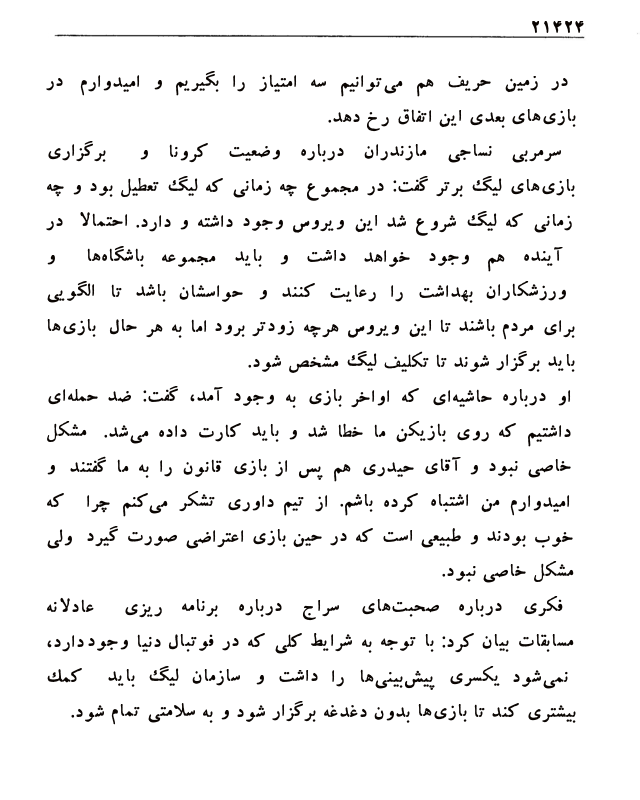 ۲۱۴۲۴
در زمین حریف هم می‌توانیم سه امتیاز را بگیریم و امیدوارم در
بازی‌های بعدی این اتفاق رخ دهد.
سرمربی نساجی مازندران درباره وضعیت کرونا و برگزاری
بازی‌های لیگ برتر گفت: در مجموع چه زمانی که لیگ تعطیل بود و چه
زمانی که لیگ شروع شد این ویروس وجود داشته و دارد. احتمالا در
آینده هم وجود خواهد داشت و باید مجموعه باشگاه‌ها و
ورزشکاران بهداشت را رعایت کنند و حواسشان باشد تا الگویی
برای مردم باشند تا این ویروس هرچه زودتر برود اما به هر حال بازی‌ها
باید برگزار شوند تا تکلیف لیگ مشخص شود.
او درباره حاشیه‌ای که اواخر بازی به وجود آمد، گفت: ضد حمله‌ای
داشتیم که روی بازیکن ما خطا شد و باید کارت داده می‌شد. مشکل
خاصی نبود و آقای حیدری هم پس از بازی قانون را به ما گفتند و
امیدوارم من اشتباه کرده باشم. از تیم داوری تشکر می‌کنم چرا که
خوب بودند و طبیعی است که در حین بازی اعتراضی صورت گیرد ولی
مشکل خاصی نبود.
فکری درباره صحبت‌های سراج درباره برنامه ریزی عادلانه
مسابقات بیان کرد: با توجه به شرایط کلی که در فوتبال دنیا وجوددارد،
نمی‌شود یکسری پیش‌بینی‌ها را داشت و سازمان لیگ باید کمک
بیشتری کند تا بازی‌ها بدون دغدغه برگزار شود و به سلامتی تمام شود.